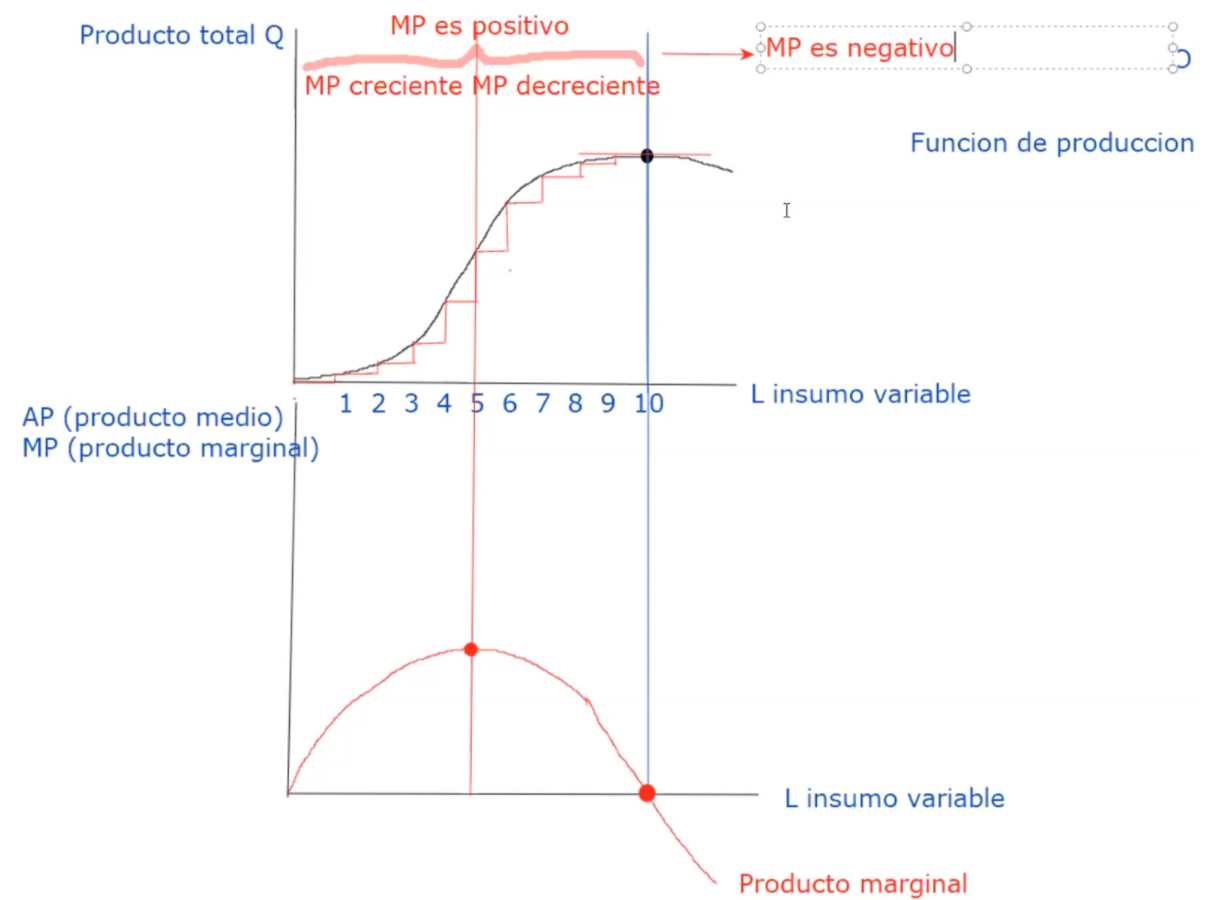 MP es positivo
Producto total Q
MP es negativo
MP creciente MP decreciente
Funcion de produccion
L insumo variable
1 2 3 4 5 6 7 8 9 10
AP (producto medio)
MP (producto marginal)
L insumo variable
Producto marginal